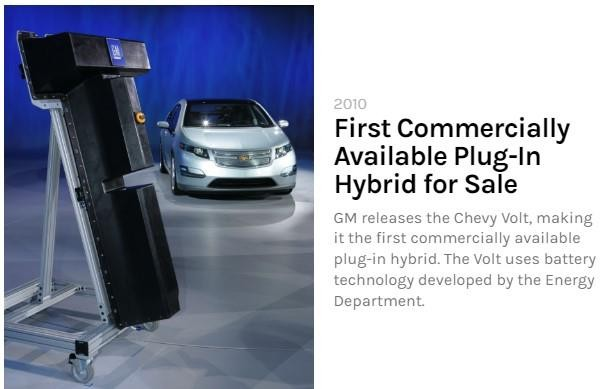 GM
2010
First Commercially
Available Plug-In
Hybrid for Sale
GM releases the Chevy Volt, making
it the first commercially available
plug-in hybrid. The Volt uses battery
technology developed by the Energy
Department.